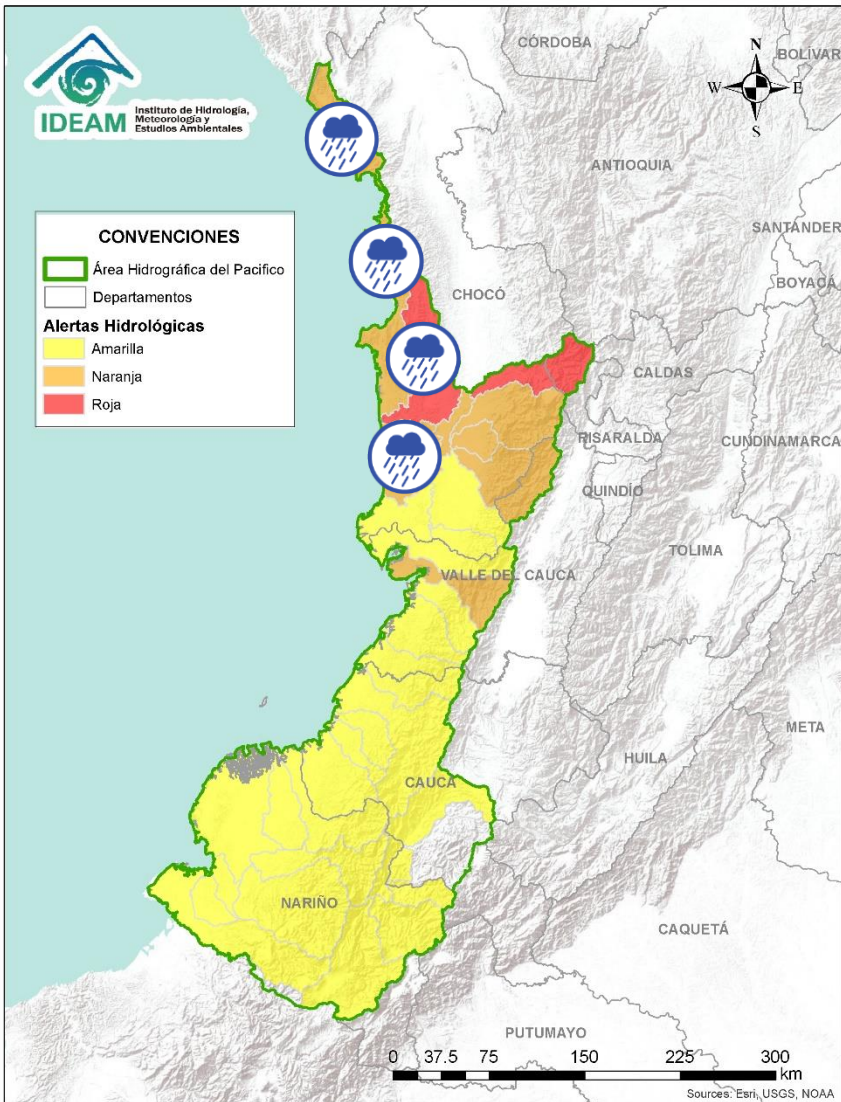 IDEAM
Instituto de Hidrología,
Meteorología y
Estudios Ambientales
CÓRDOBA
BOLÍVAR
N
W
E
S
ANTIOQUIA
SANTANDER
CONVENCIONES
Área Hidrográfica del Pacifico
Departamentos
Alertas Hidrológicas
Amarilla
Naranja
Roja
BOYACÁ
CHOCÓ
CALDAS
RISARALDA
CUNDINAMARCA
QUINDÍO
TOLIMA
VALLE DEL CAUCA
META
HUILA
CAUCA
NARIÑO
CAQUETÁ
PUTUMAYO
0 37.5 75 150 225 300
km
Sources: Esri, USGS, NOAA